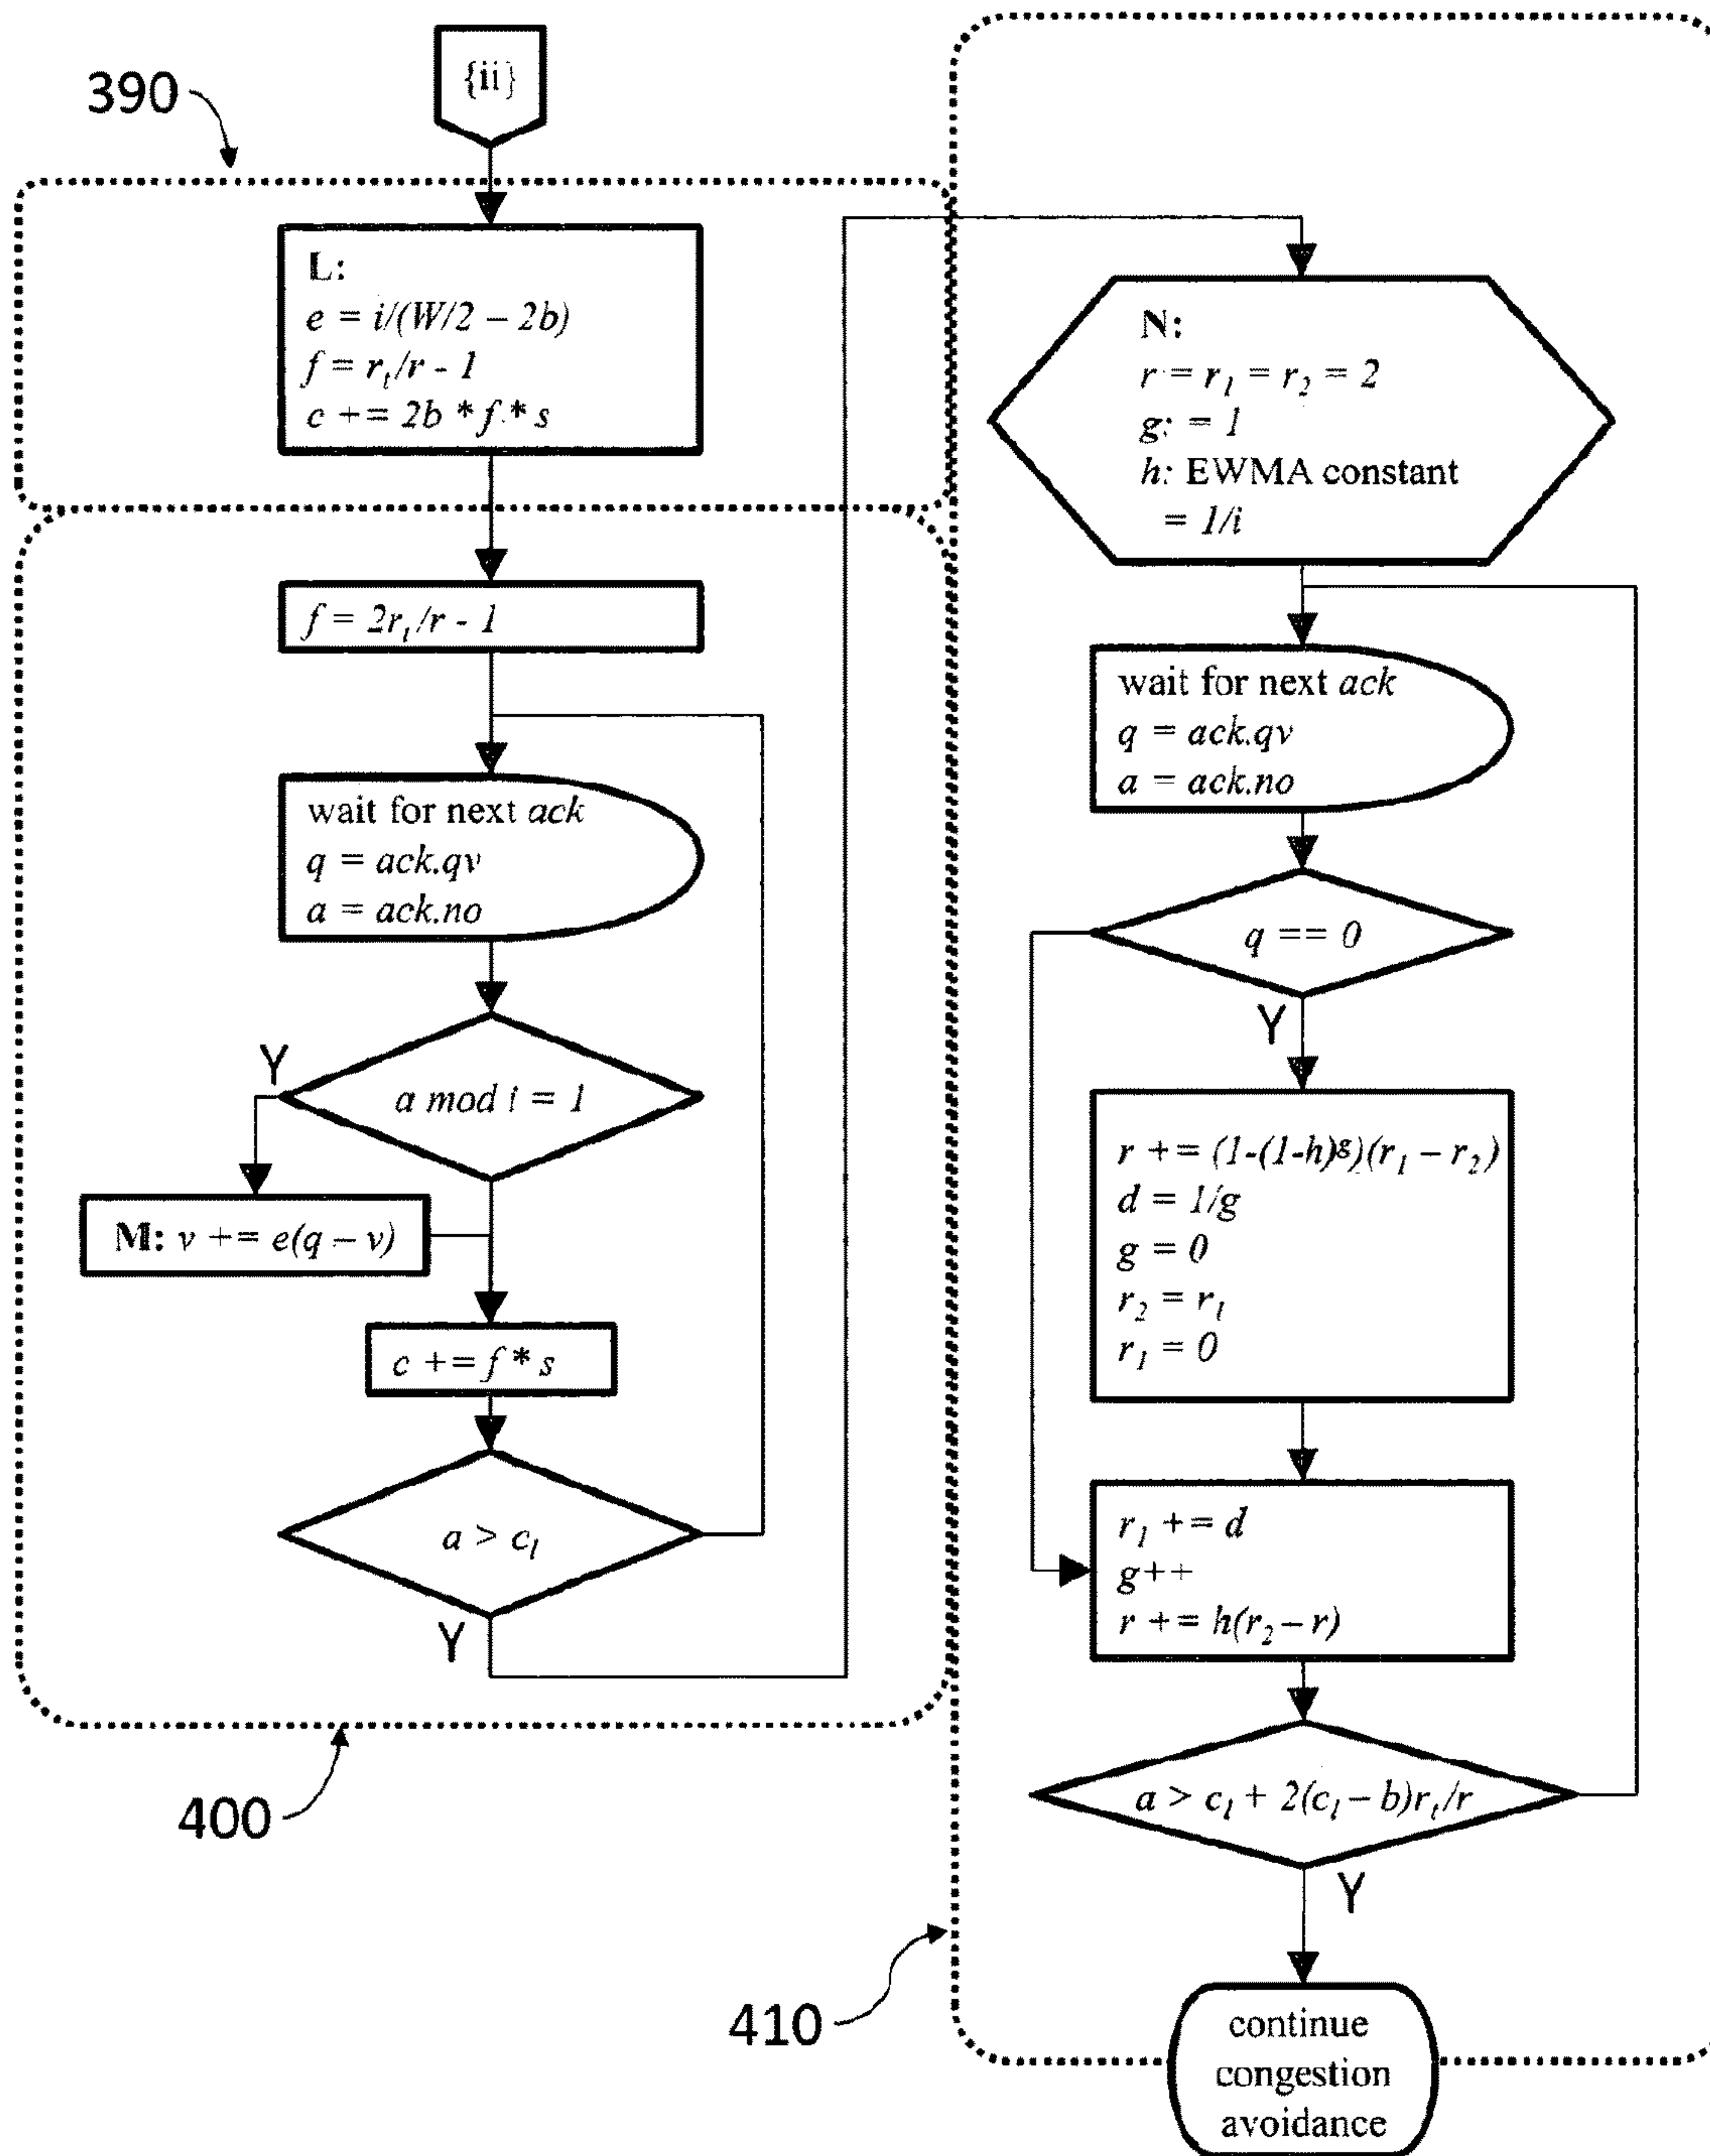 {ii}
390
L:
e = i/(W/2 – 2b)
f = r_t/r - 1
c += 2b * f * s
f = 2r_t/r - 1
wait for next ack
q = ack.qv
a = ack.no
Y
a mod i = 1
M: v += e(q – v)
c += f * s
a > c_l
Y
400
N:
r = r_1 = r_2 = 2
g: = 1
h: EWMA constant
= 1/i
wait for next ack
q = ack.qv
a = ack.no
q == 0
Y
r += (1-(1-h)^g)(r_1 – r_2)
d = 1/g
g = 0
r_2 = r_1
r_1 = 0
r_1 += d
g++
r += h(r_2 – r)
a > c_l + 2(c_l – b)r_t/r
Y
410
continue
congestion
avoidance